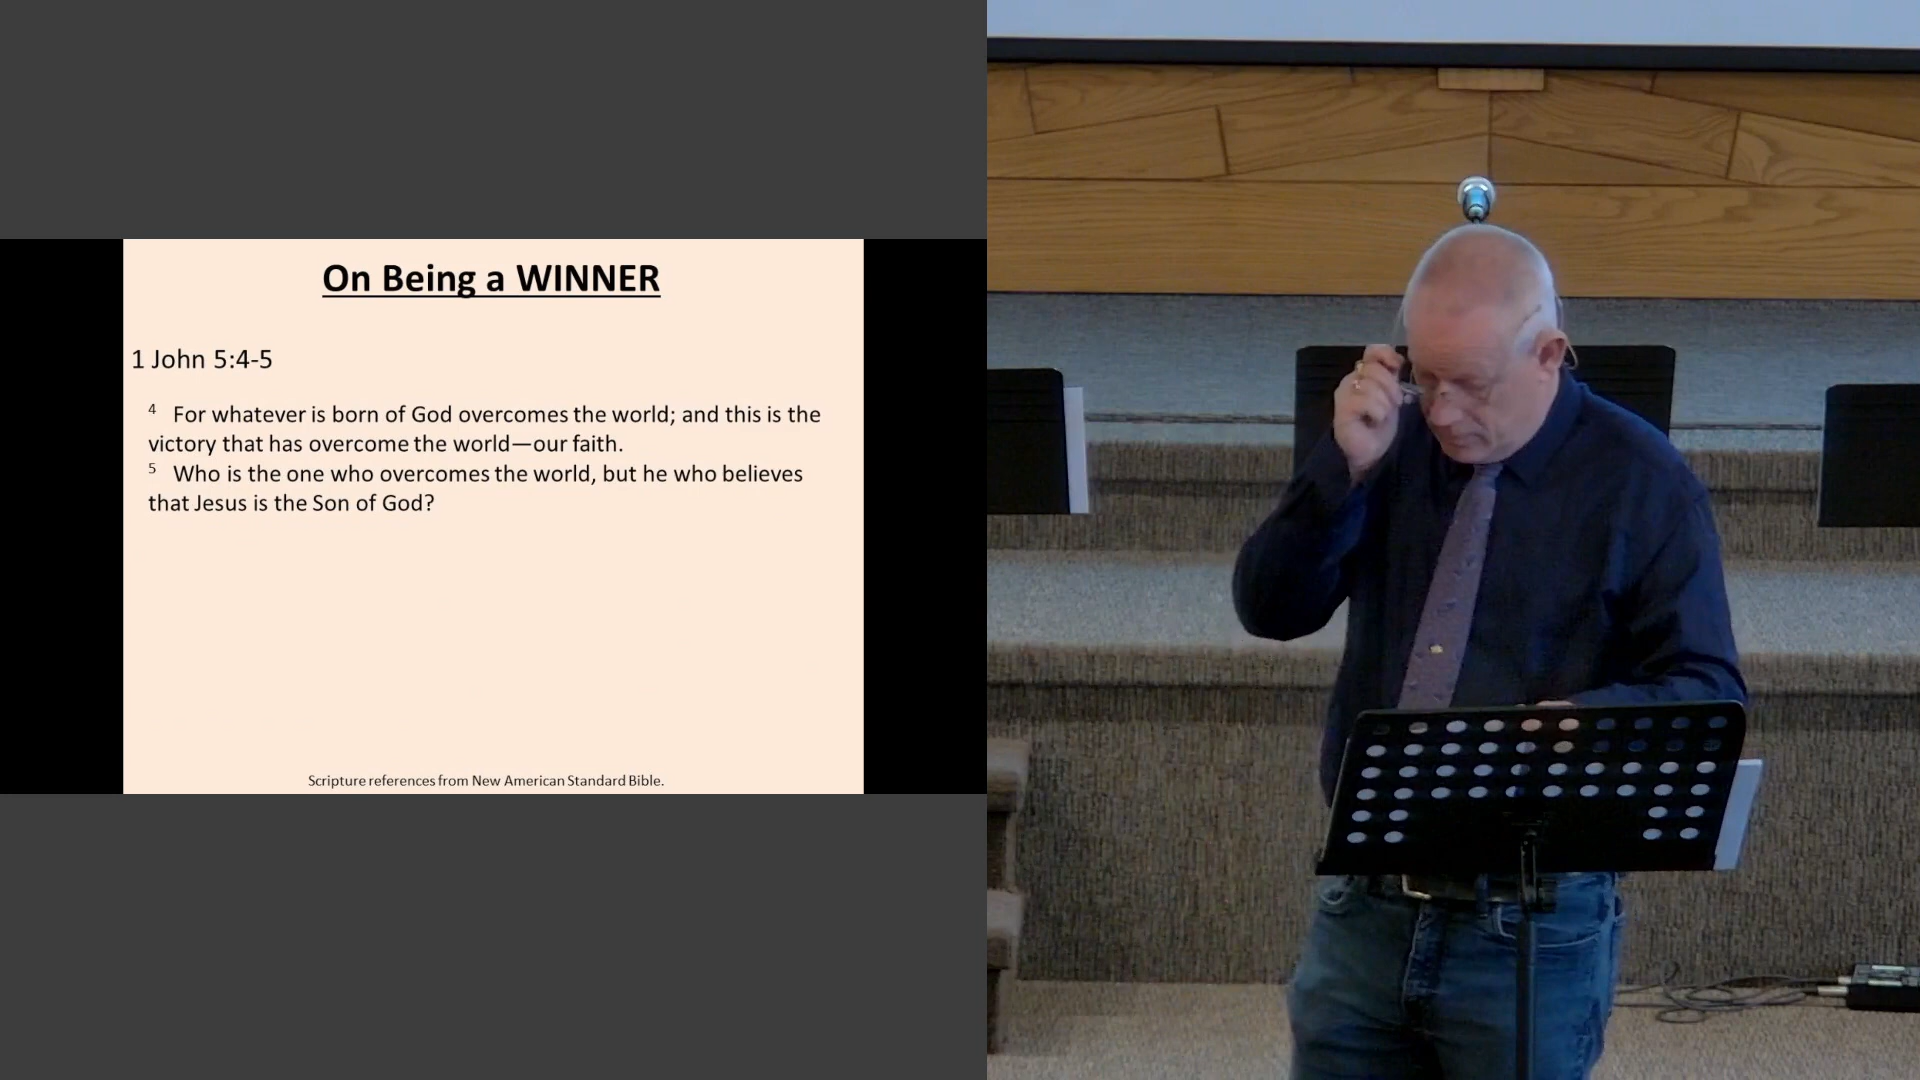 On Being a WINNER
1 John 5:4-5
4 For whatever is born of God overcomes the world; and this is the
victory that has overcome the world—our faith.
5 Who is the one who overcomes the world, but he who believes
that Jesus is the Son of God?
Scripture references from New American Standard Bible.